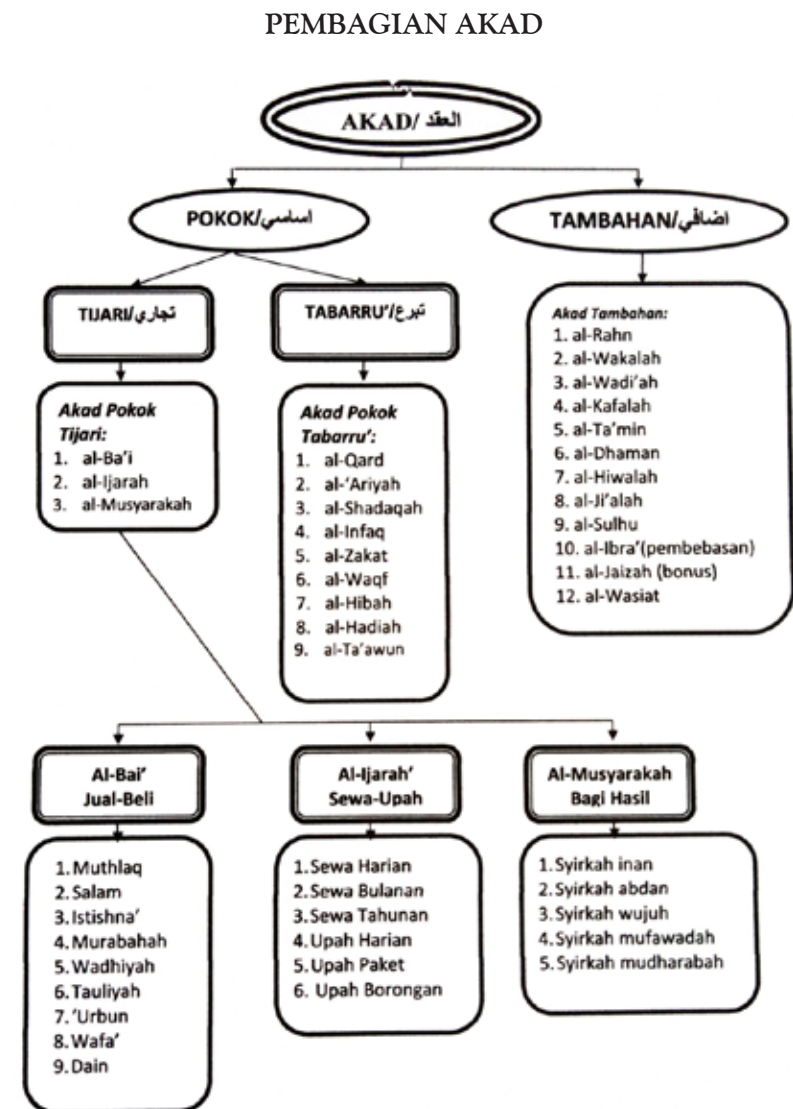 PEMBAGIAN AKAD
AKAD/ العقد
POKOK/اساسي
TAMBAHAN/اضافي
TIJARI/تجاري
TABARRU'/تبرع
Akad Pokok
Tijari:
1. al-Ba'i
2. al-Ijarah
3. al-Musyarakah
Akad Pokok
Tabarru':
1. al-Qard
2. al-'Ariyah
3. al-Shadaqah
4. al-Infaq
5. al-Zakat
6. al-Waqf
7. al-Hibah
8. al-Hadiah
9. al-Ta'awun
Akad Tambahan:
1. al-Rahn
2. al-Wakalah
3. al-Wadi'ah
4. al-Kafalah
5. al-Ta'min
6. al-Dhaman
7. al-Hiwalah
8. al-Ji'alah
9. al-Sulhu
10. al-Ibra'(pembebasan)
11. al-Jaizah (bonus)
12. al-Wasiat
Al-Bai'
Jual-Beli
1.Muthlaq
2.Salam
3.Istishna'
4.Murabahah
5.Wadhiyah
6.Tauliyah
7.'Urbun
8.Wafa'
9.Dain
Al-Ijarah'
Sewa-Upah
1.Sewa Harian
2.Sewa Bulanan
3.Sewa Tahunan
4.Upah Harian
5.Upah Paket
6. Upah Borongan
Al-Musyarakah
Bagi Hasil
1.Syirkah inan
2.Syirkah abdan
3.Syirkah wujuh
4.Syirkah mufawadah
5.Syirkah mudharabah